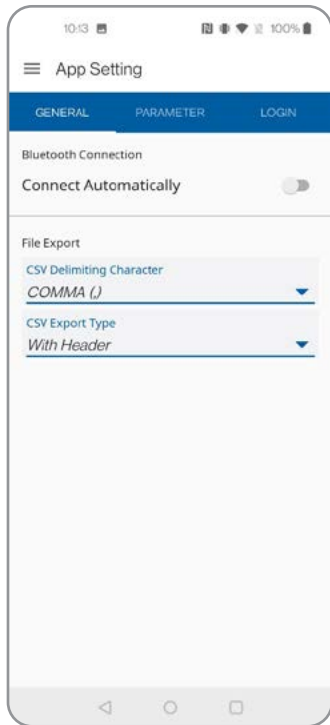 10:13
100%
App Setting
GENERAL PARAMETER LOGIN
Bluetooth Connection
Connect Automatically
File Export
CSV Delimiting Character
COMMA (,)
CSV Export Type
With Header